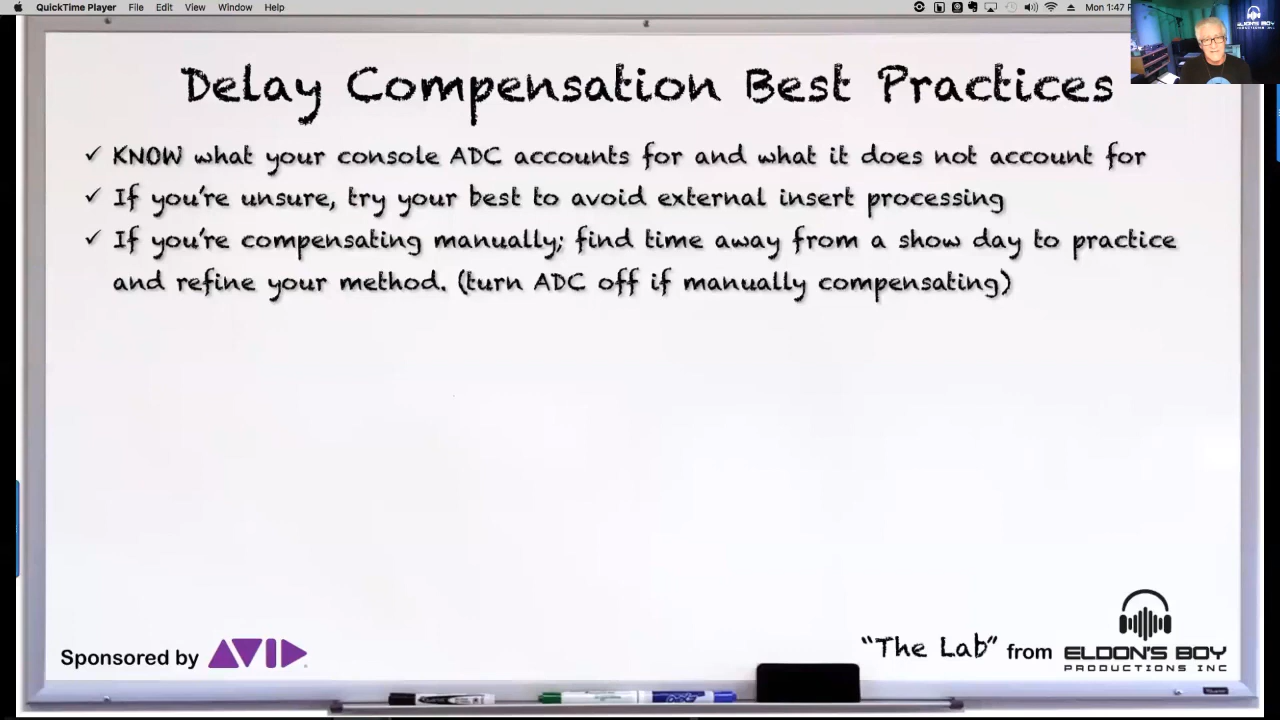 QuickTime Player File Edit View Window Help Mon 1:47
ELDON'S BOY
Delay Compensation Best Practices
✓ KNOW what your console ADC accounts for and what it does not account for
✓ If you're unsure, try your best to avoid external insert processing
✓ If you're compensating manually; find time away from a show day to practice
and refine your method. (turn ADC off if manually compensating)
Sponsored by AVID
"The Lab" from ELDON'S BOY
PRODUCTIONS INC